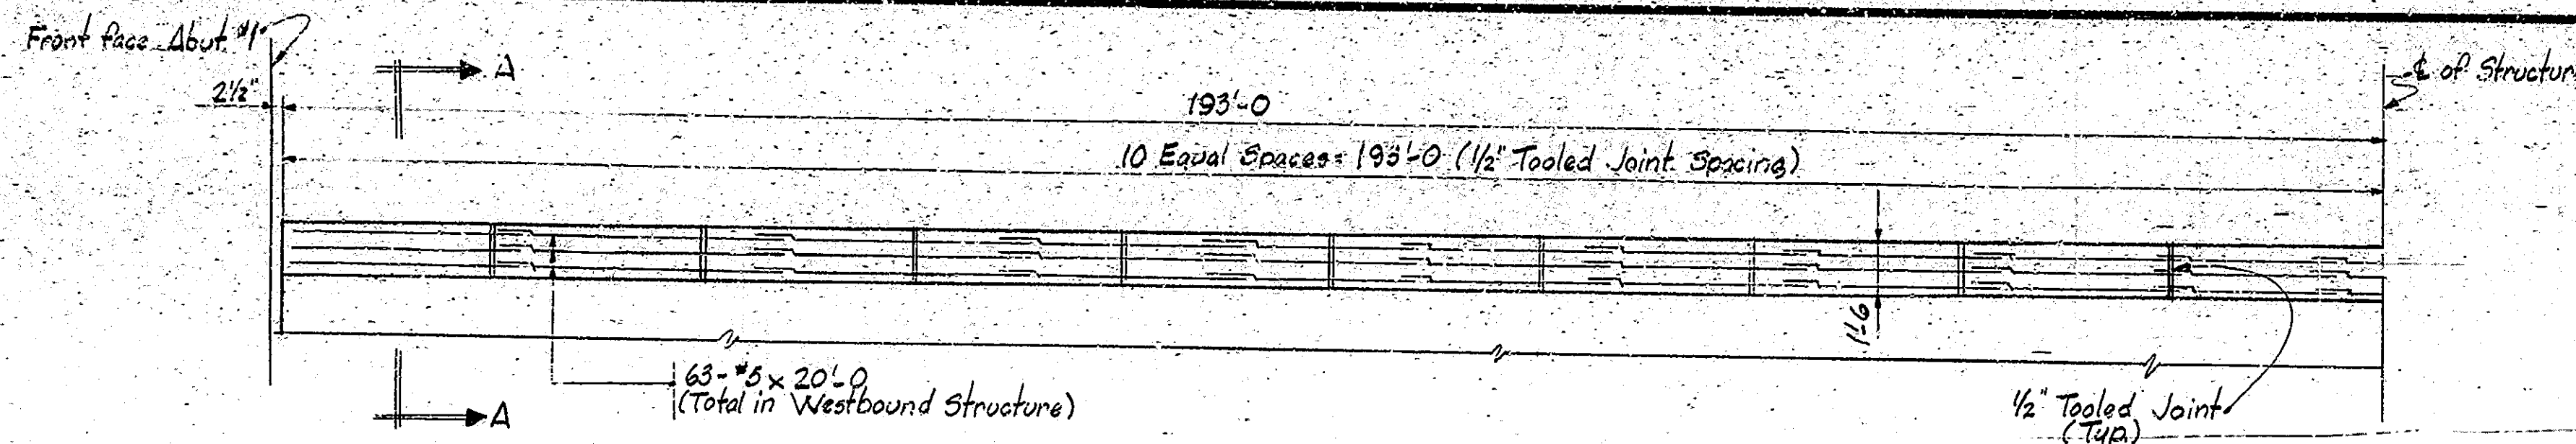 Front face Abut. #1
A
℄ of Structure
2½"
193'-0
10 Equal Spaces = 193'-0 (½" Tooled Joint Spacing)
1'-6
63-#5 x 20'-0
(Total in Westbound Structure)
A
½" Tooled Joint
(Typ.)